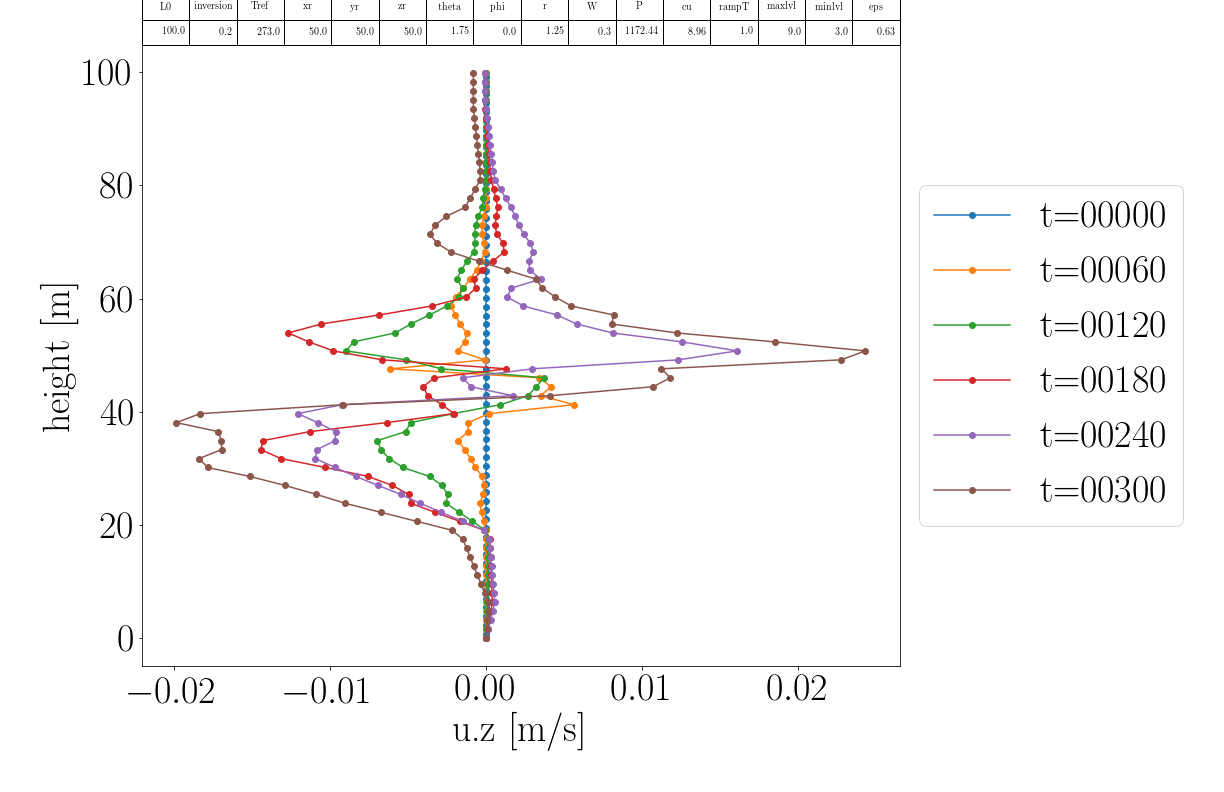 L0 inversion Tref xr yr zr theta phi r W P cu rampT maxlvl minlvl eps
100.0 0.2 273.0 50.0 50.0 50.0 1.75 0.0 1.25 0.3 1172.44 8.96 1.0 9.0 3.0 0.63
100
80
60
40
20
0
height [m]
−0.02 −0.01 0.00 0.01 0.02
u.z [m/s]
t=00000
t=00060
t=00120
t=00180
t=00240
t=00300